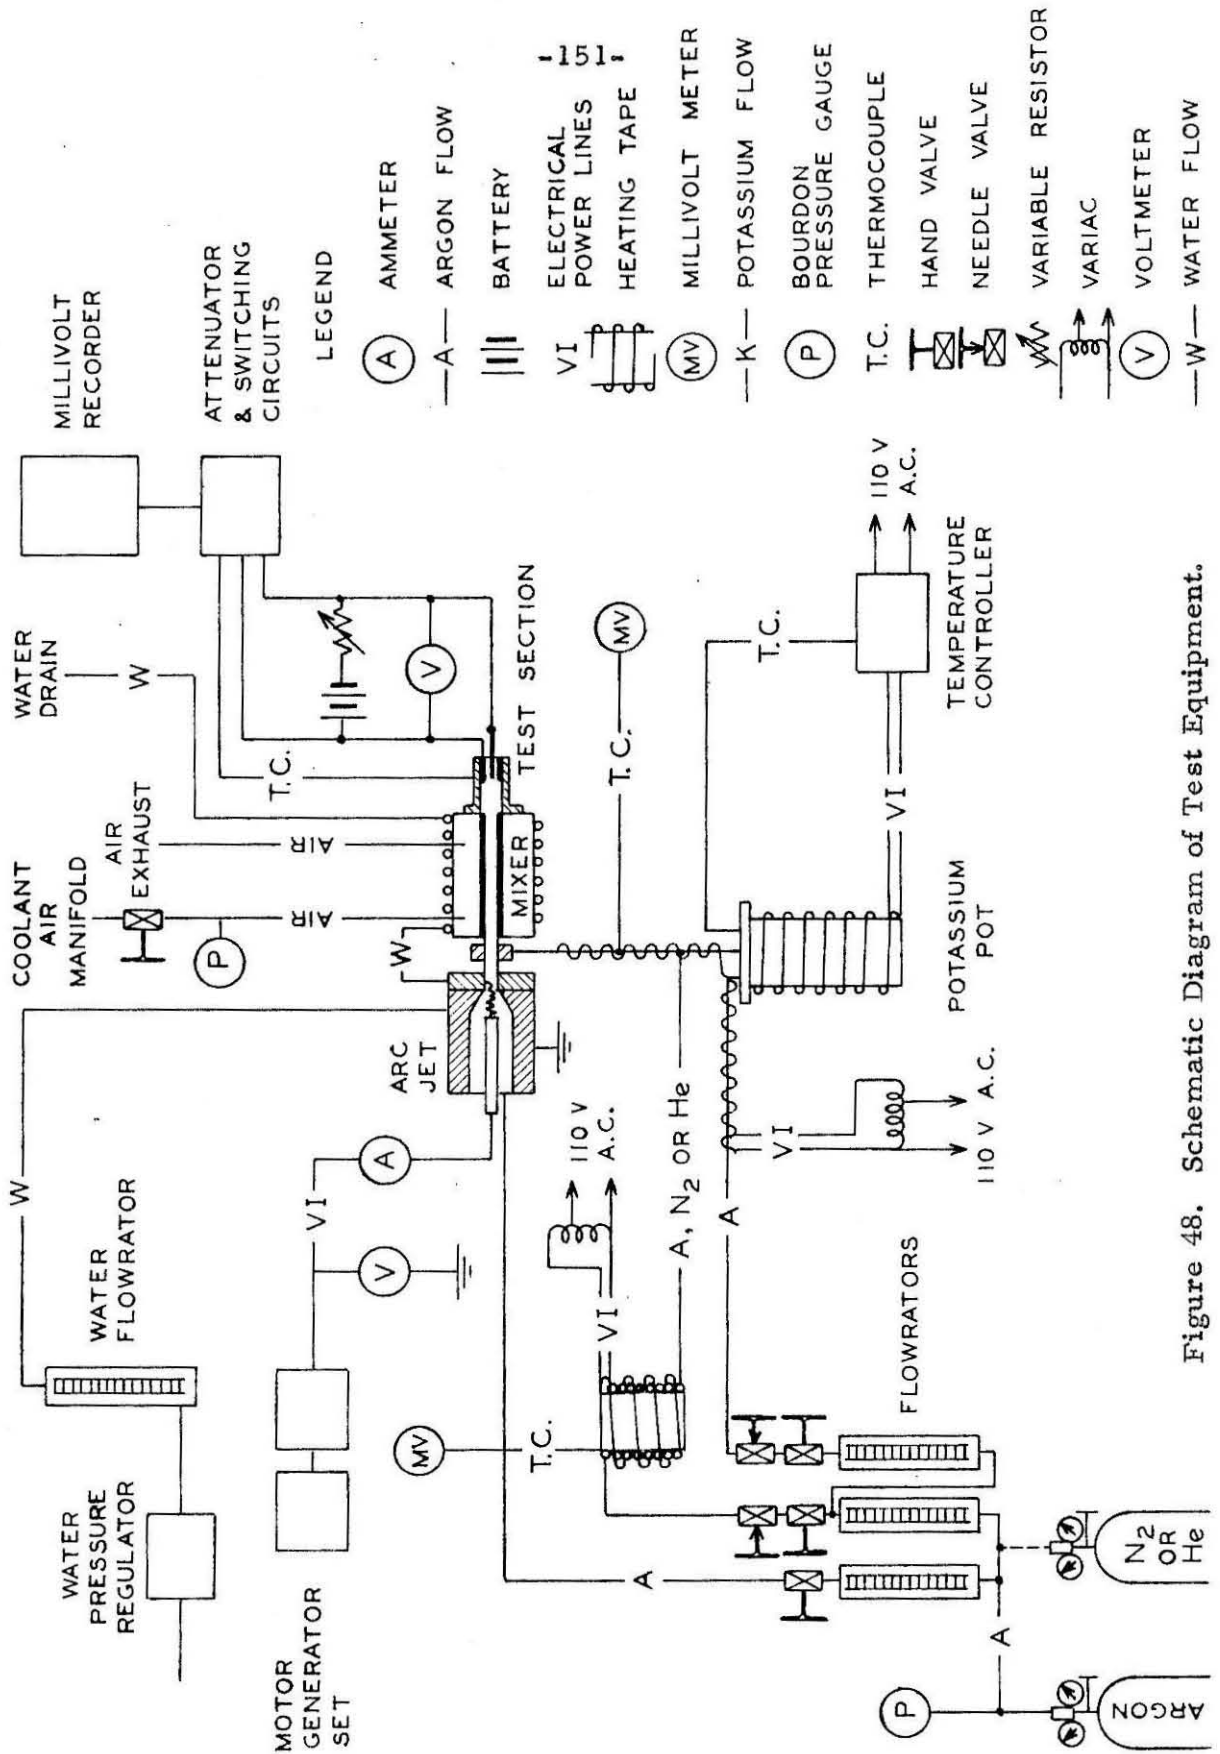 -151-
MILLIVOLT
RECORDER
ATTENUATOR
& SWITCHING
CIRCUITS
WATER
DRAIN
W
COOLANT
AIR
MANIFOLD
AIR
EXHAUST
P
AIR
AIR
T.C.
V
W
WATER
FLOWRATOR
W
WATER
PRESSURE
REGULATOR
MOTOR
GENERATOR
SET
VI
V
A
ARC
JET
MIXER
TEST SECTION
MV
T.C.
110 V
A.C.
VI
MV
T.C.
A, N2 OR He
A
VI
110 V A.C.
POTASSIUM
POT
T.C.
VI
TEMPERATURE
CONTROLLER
110 V
A.C.
FLOWRATORS
A
A
P
ARGON
N2
OR
He
LEGEND
A AMMETER
A ARGON FLOW
BATTERY
VI ELECTRICAL
POWER LINES
HEATING TAPE
MV MILLIVOLT METER
K POTASSIUM FLOW
P BOURDON
PRESSURE GAUGE
T.C. THERMOCOUPLE
HAND VALVE
NEEDLE VALVE
VARIABLE RESISTOR
VARIAC
V VOLTMETER
W WATER FLOW
Figure 48. Schematic Diagram of Test Equipment.